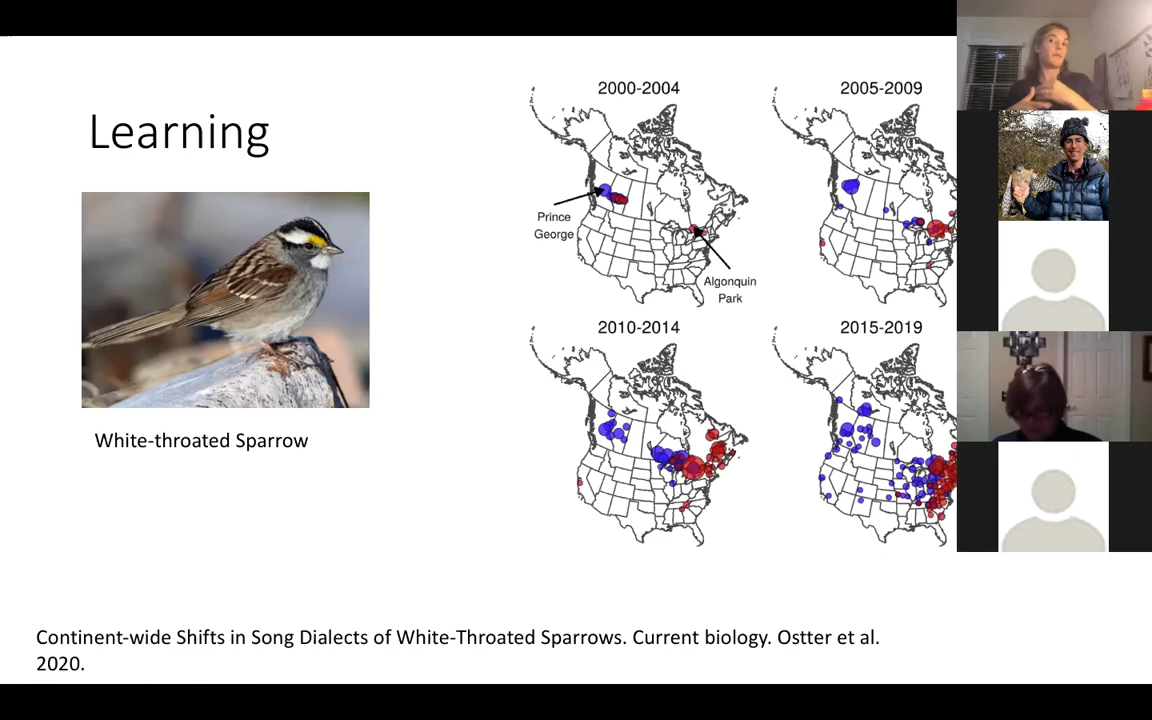 Learning
White-throated Sparrow
2000-2004
Prince
George
Algonquin
Park
2005-2009
2010-2014
2015-2019
Continent-wide Shifts in Song Dialects of White-Throated Sparrows. Current biology. Ostter et al.
2020.